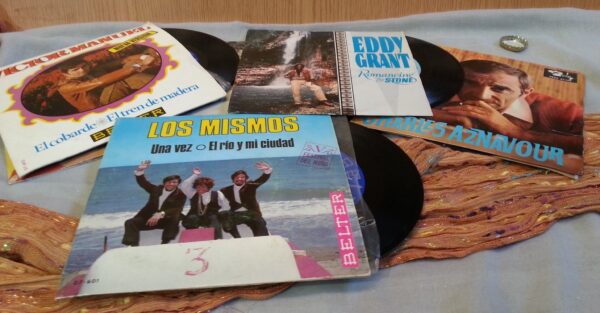 VICTOR MANUEL
El cobarde El tren de madera
BELTER
EDDY
GRANT
Romancing
the STONE
CHARLES AZNAVOUR
LOS MISMOS
Una vez El río y mi ciudad
BELTER
3